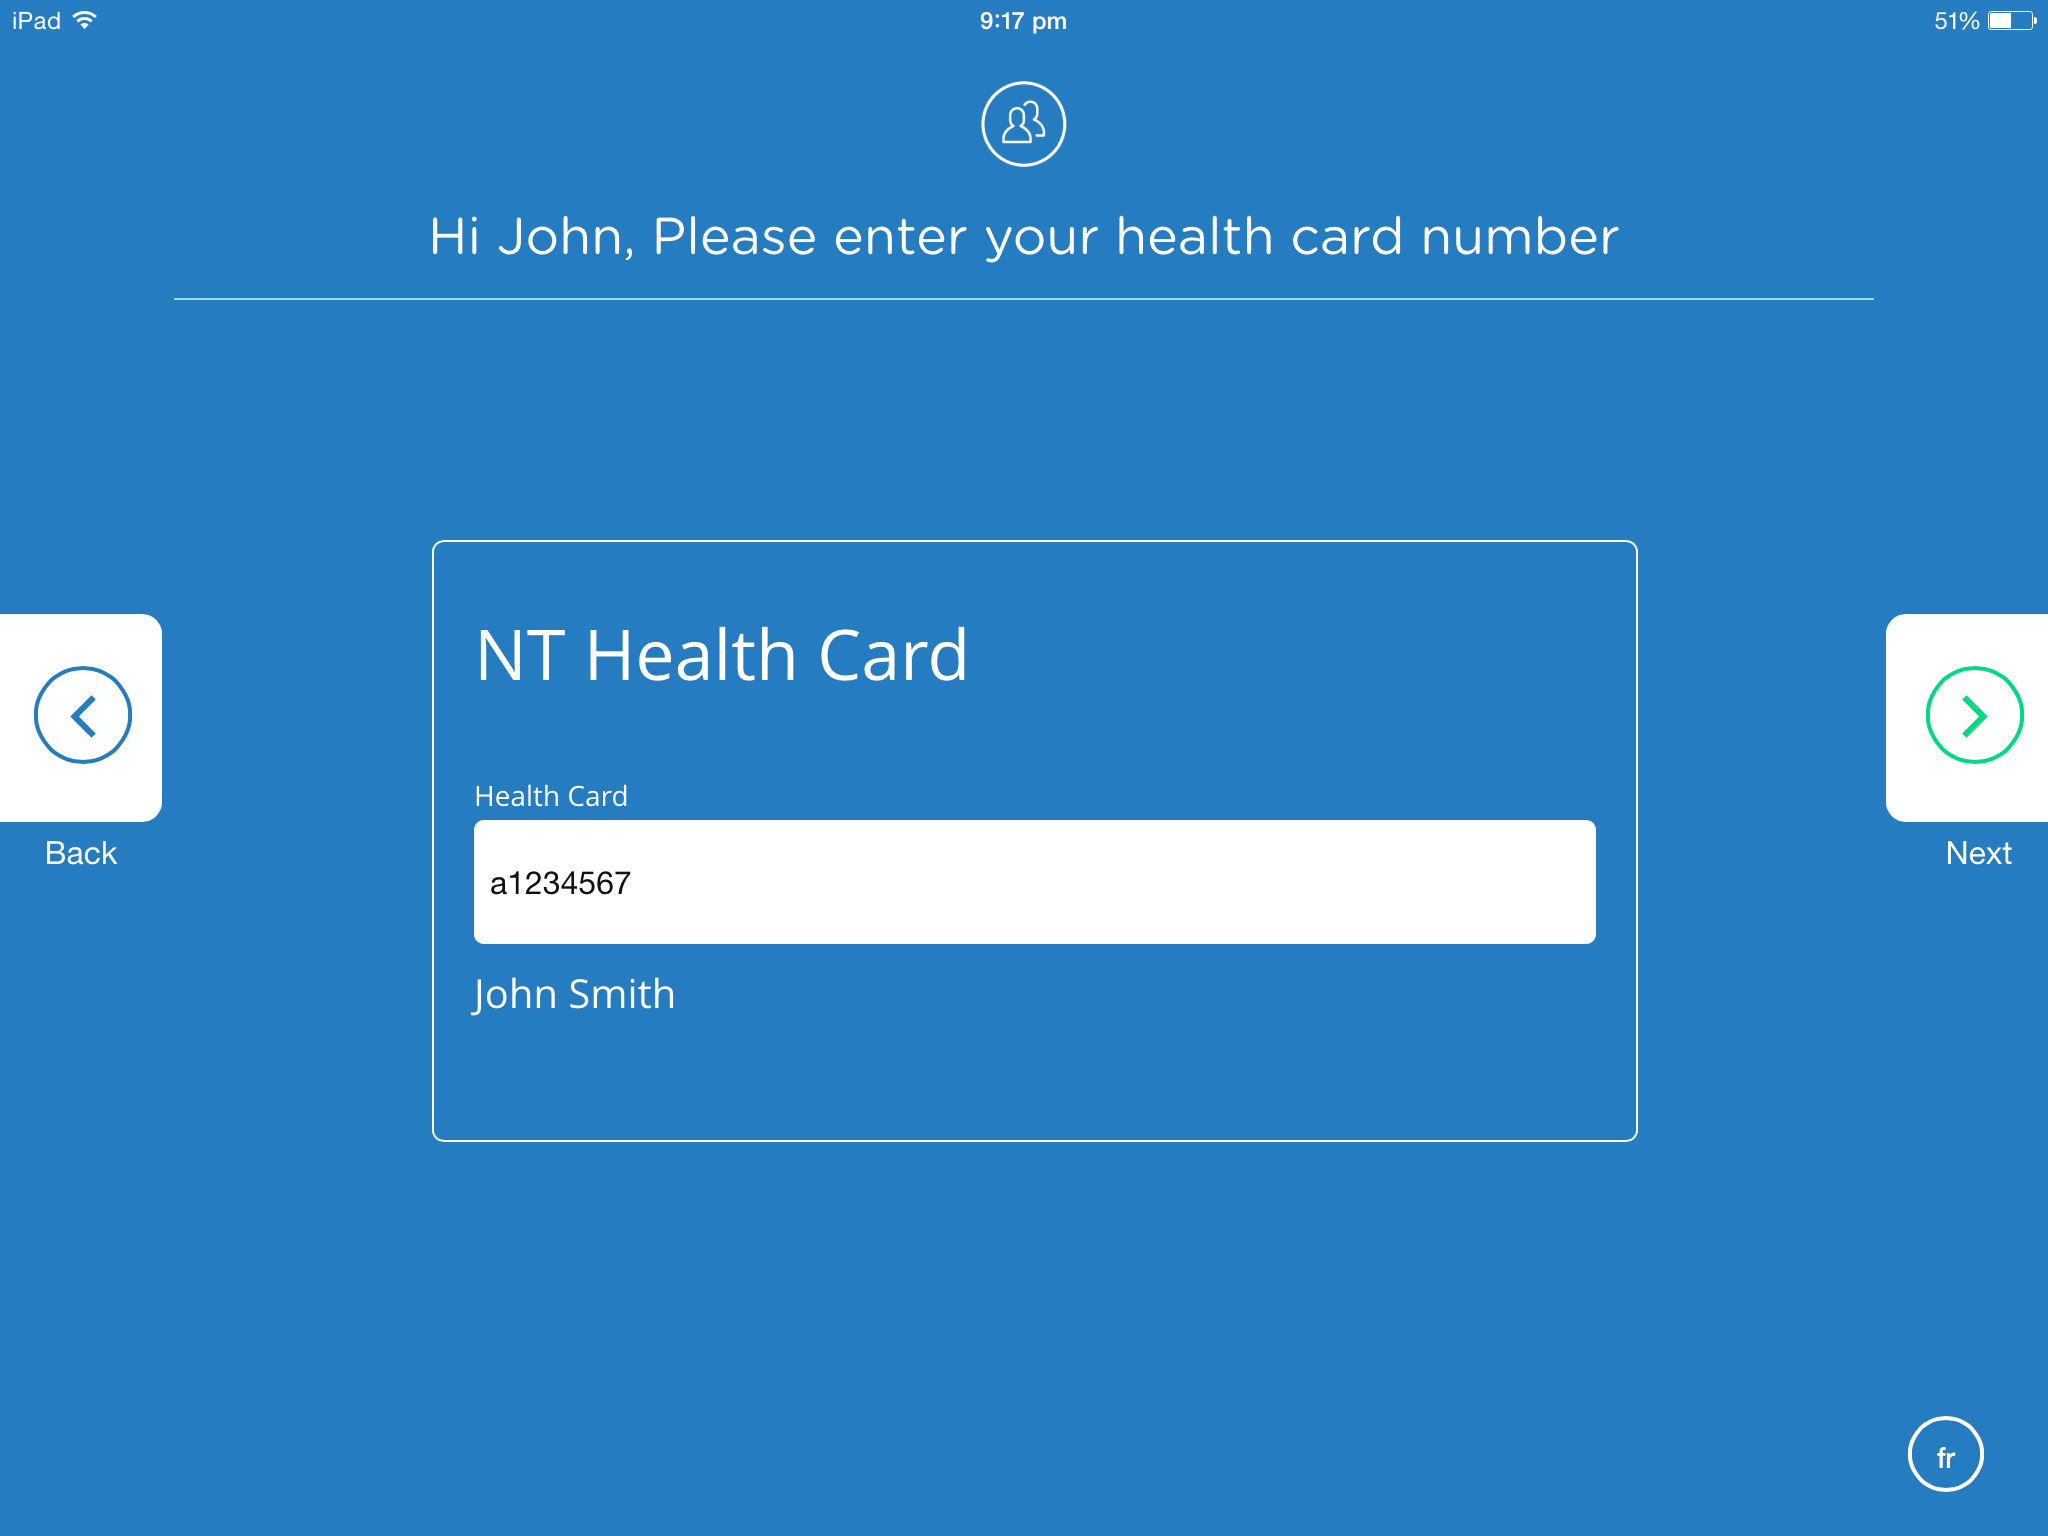 iPad
9:17 pm
51%
Hi John, Please enter your health card number
NT Health Card
Health Card
a1234567
John Smith
Back
Next
fr